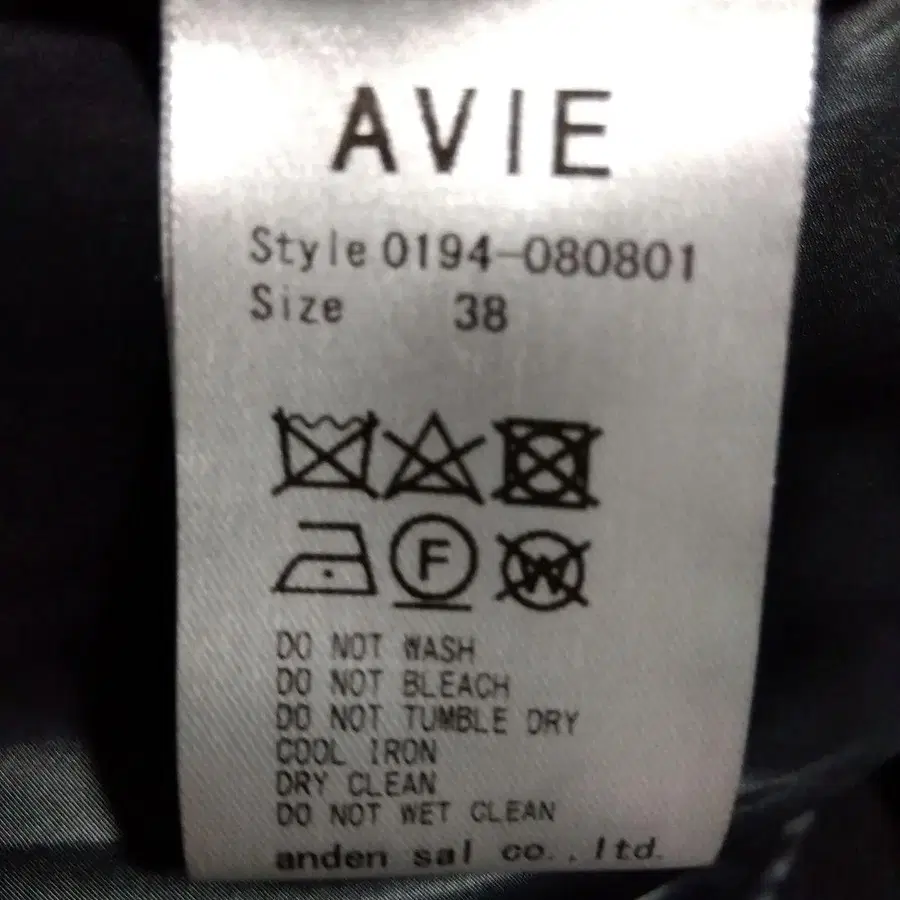 AVIE
Style 0194-080801
Size 38
F W
DO NOT WASH
DO NOT BLEACH
DO NOT TUMBLE DRY
COOL IRON
DRY CLEAN
DO NOT WET CLEAN
anden sal co., ltd.